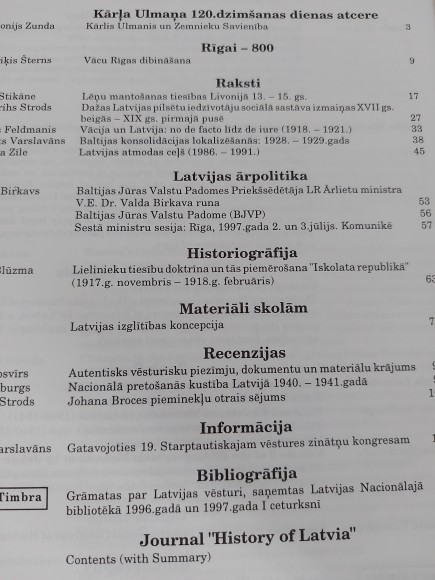 Kārļa Ulmaņa 120.dzimšanas dienas atcere
onijs Zunda Kārlis Ulmanis un Zemnieku Savienība 3
Rīgai – 800
iķis Šterns Vācu Rīgas dibināšana 9
Raksti
Stikāne Lēņu mantošanas tiesības Livonijā 13. – 15. gs. 17
rihs Strods Dažas Latvijas pilsētu iedzīvotāju sociālā sastāva izmaiņas XVII gs.
beigās – XIX gs. pirmajā pusē 27
s Feldmanis Vācija un Latvija: no de facto līdz de iure (1918. – 1921.) 33
ts Varslavāns Baltijas konsolidācijas lokalizēšanās: 1928. – 1929.gads 38
a Zīle Latvijas atmodas ceļš (1986. – 1991.) 45
Latvijas ārpolitika
Birkavs Baltijas Jūras Valstu Padomes Priekšsēdētāja LR Ārlietu ministra
V.E. Dr. Valda Birkava runa 53
Baltijas Jūras Valstu Padome (BJVP) 56
Sestā ministru sesija: Rīga, 1997.gada 2. un 3.jūlijs. Komunikē 57
Historiogrāfija
Blūzma Lielinieku tiesību doktrīna un tās piemērošana "Iskolata republikā"
(1917.g. novembris – 1918.g. februāris) 63
Materiāli skolām
Latvijas izglītības koncepcija 7
Recenzijas
osvīrs Autentisks vēsturisku piezīmju, dokumentu un materiālu krājums 9
burgs Nacionālā pretošanās kustība Latvijā 1940. – 1941.gadā
Strods Johana Broces pieminekļu otrais sējums 1
Informācija
arslavāns Gatavojoties 19. Starptautiskajam vēstures zinātņu kongresam 1
Bibliogrāfija
Timbra Grāmatas par Latvijas vēsturi, saņemtas Latvijas Nacionālajā
bibliotēkā 1996.gadā un 1997.gada I ceturksnī
Journal "History of Latvia"
Contents (with Summary)